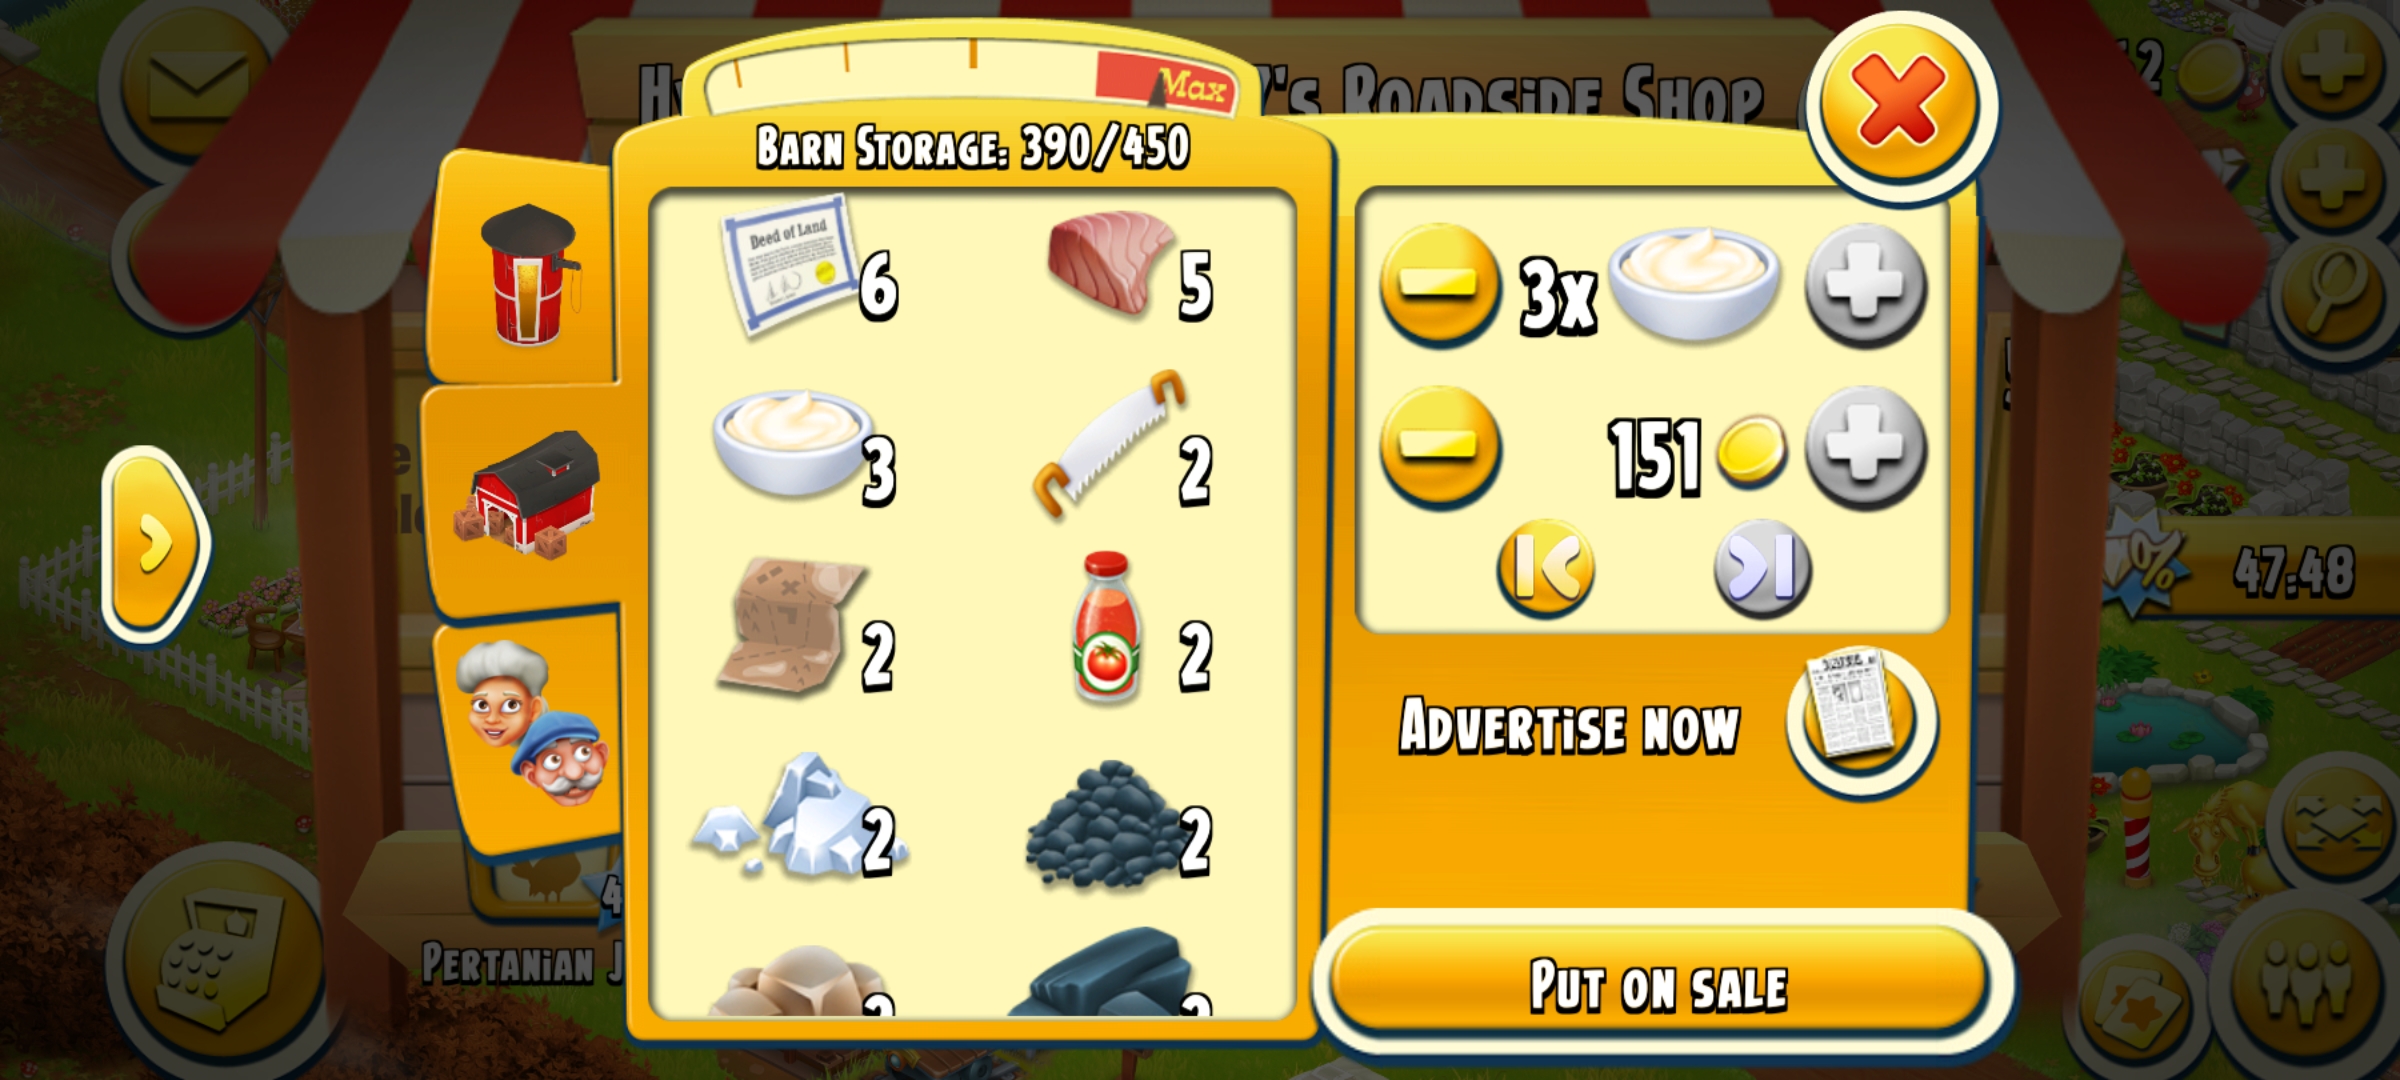 'S ROADSIDE SHOP
Max
BARN STORAGE: 390/450
Deed of Land
6
5
3x
3
2
151
2
2
47:48
ADVERTISE NOW
2
2
PUT ON SALE
PERTANIAN J